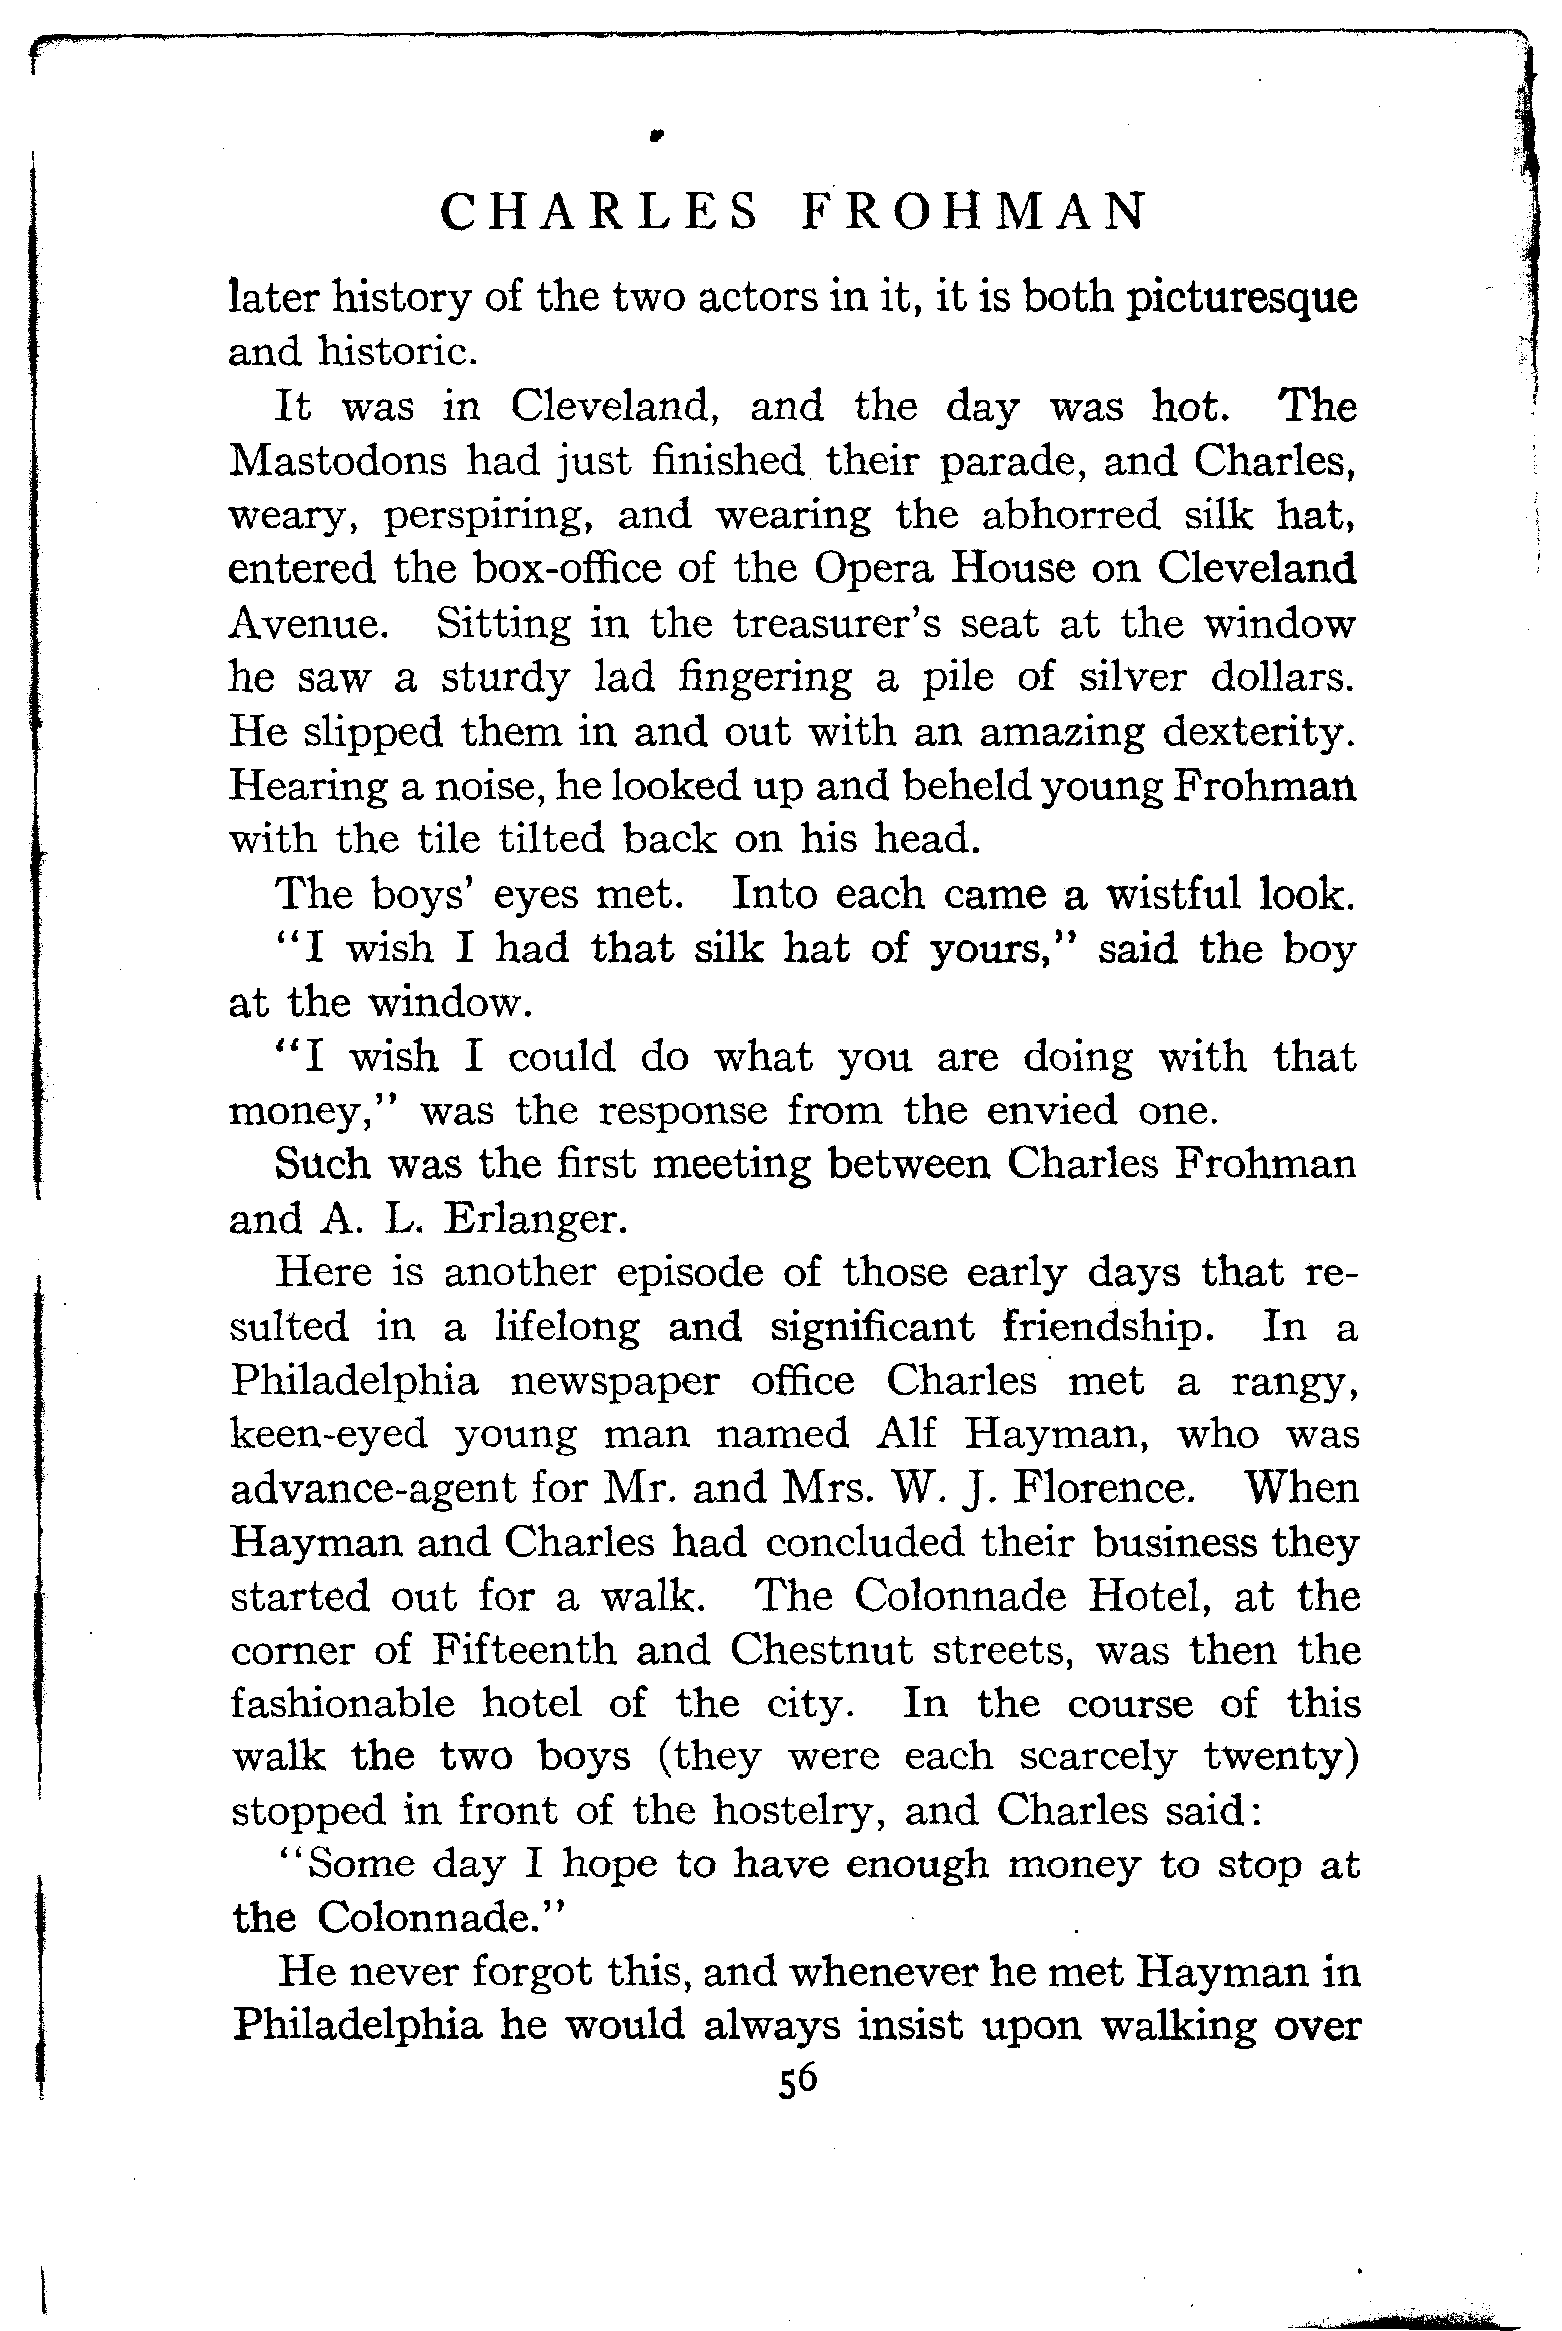 CHARLES FROHMAN
later history of the two actors in it, it is both picturesque
and historic.
It was in Cleveland, and the day was hot. The
Mastodons had just finished their parade, and Charles,
weary, perspiring, and wearing the abhorred silk hat,
entered the box-office of the Opera House on Cleveland
Avenue. Sitting in the treasurer's seat at the window
he saw a sturdy lad fingering a pile of silver dollars.
He slipped them in and out with an amazing dexterity.
Hearing a noise, he looked up and beheld young Frohman
with the tile tilted back on his head.
The boys' eyes met. Into each came a wistful look.
"I wish I had that silk hat of yours," said the boy
at the window.
"I wish I could do what you are doing with that
money," was the response from the envied one.
Such was the first meeting between Charles Frohman
and A. L. Erlanger.
Here is another episode of those early days that re-
sulted in a lifelong and significant friendship. In a
Philadelphia newspaper office Charles met a rangy,
keen-eyed young man named Alf Hayman, who was
advance-agent for Mr. and Mrs. W. J. Florence. When
Hayman and Charles had concluded their business they
started out for a walk. The Colonnade Hotel, at the
corner of Fifteenth and Chestnut streets, was then the
fashionable hotel of the city. In the course of this
walk the two boys (they were each scarcely twenty)
stopped in front of the hostelry, and Charles said:
"Some day I hope to have enough money to stop at
the Colonnade."
He never forgot this, and whenever he met Hayman in
Philadelphia he would always insist upon walking over
56